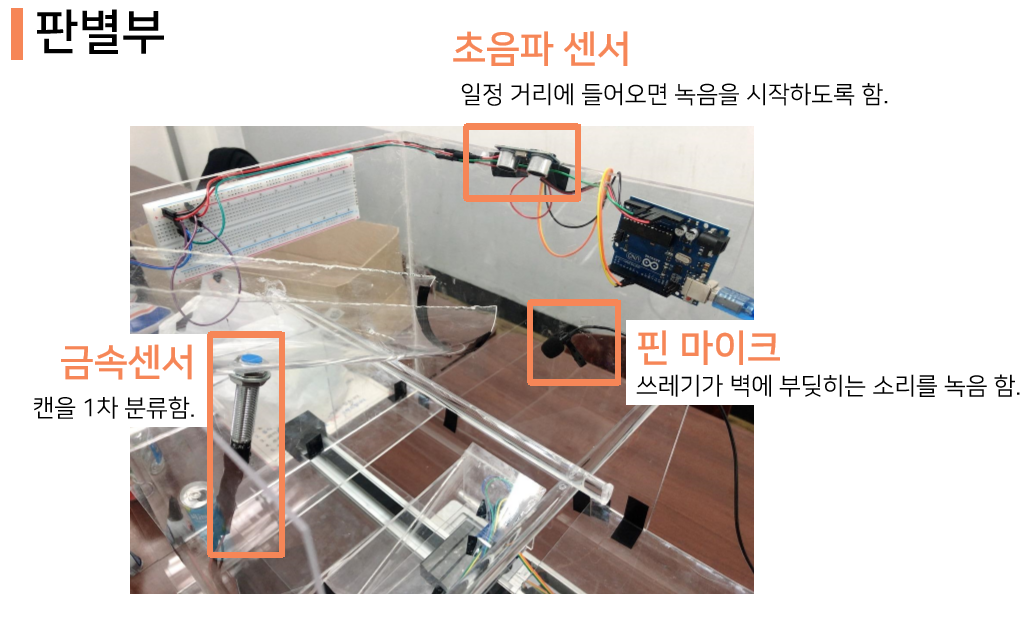 판별부
초음파 센서
일정 거리에 들어오면 녹음을 시작하도록 함.
금속센서
캔을 1차 분류함.
핀 마이크
쓰레기가 벽에 부딪히는 소리를 녹음 함.
UNO